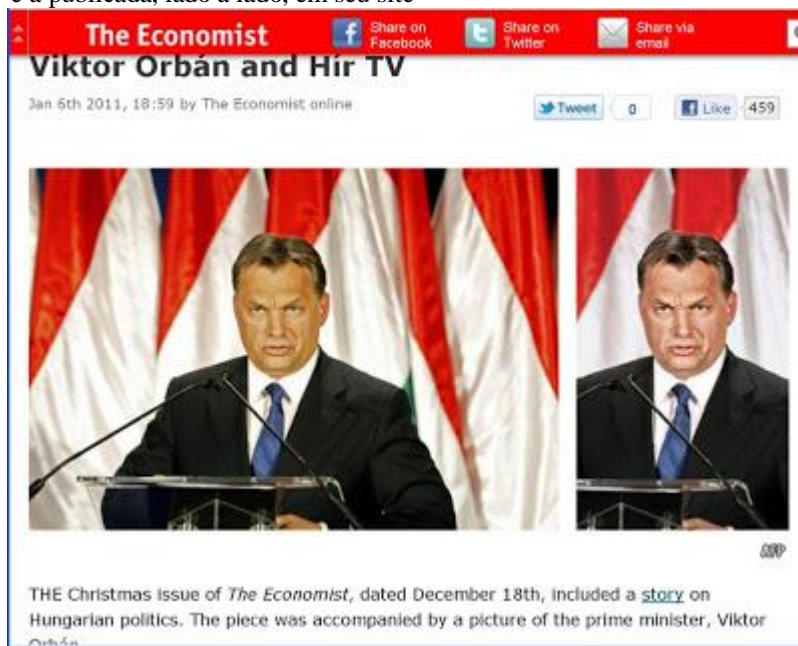 e a publicada, lado a lado, em seu site
The Economist
Share on
Facebook
Share on
Twitter
Share via
email
Viktor Orbán and Hír TV
Jan 6th 2011, 18:59 by The Economist online
Tweet 0 Like 459
AFP
THE Christmas issue of The Economist, dated December 18th, included a story on
Hungarian politics. The piece was accompanied by a picture of the prime minister, Viktor
Orbán